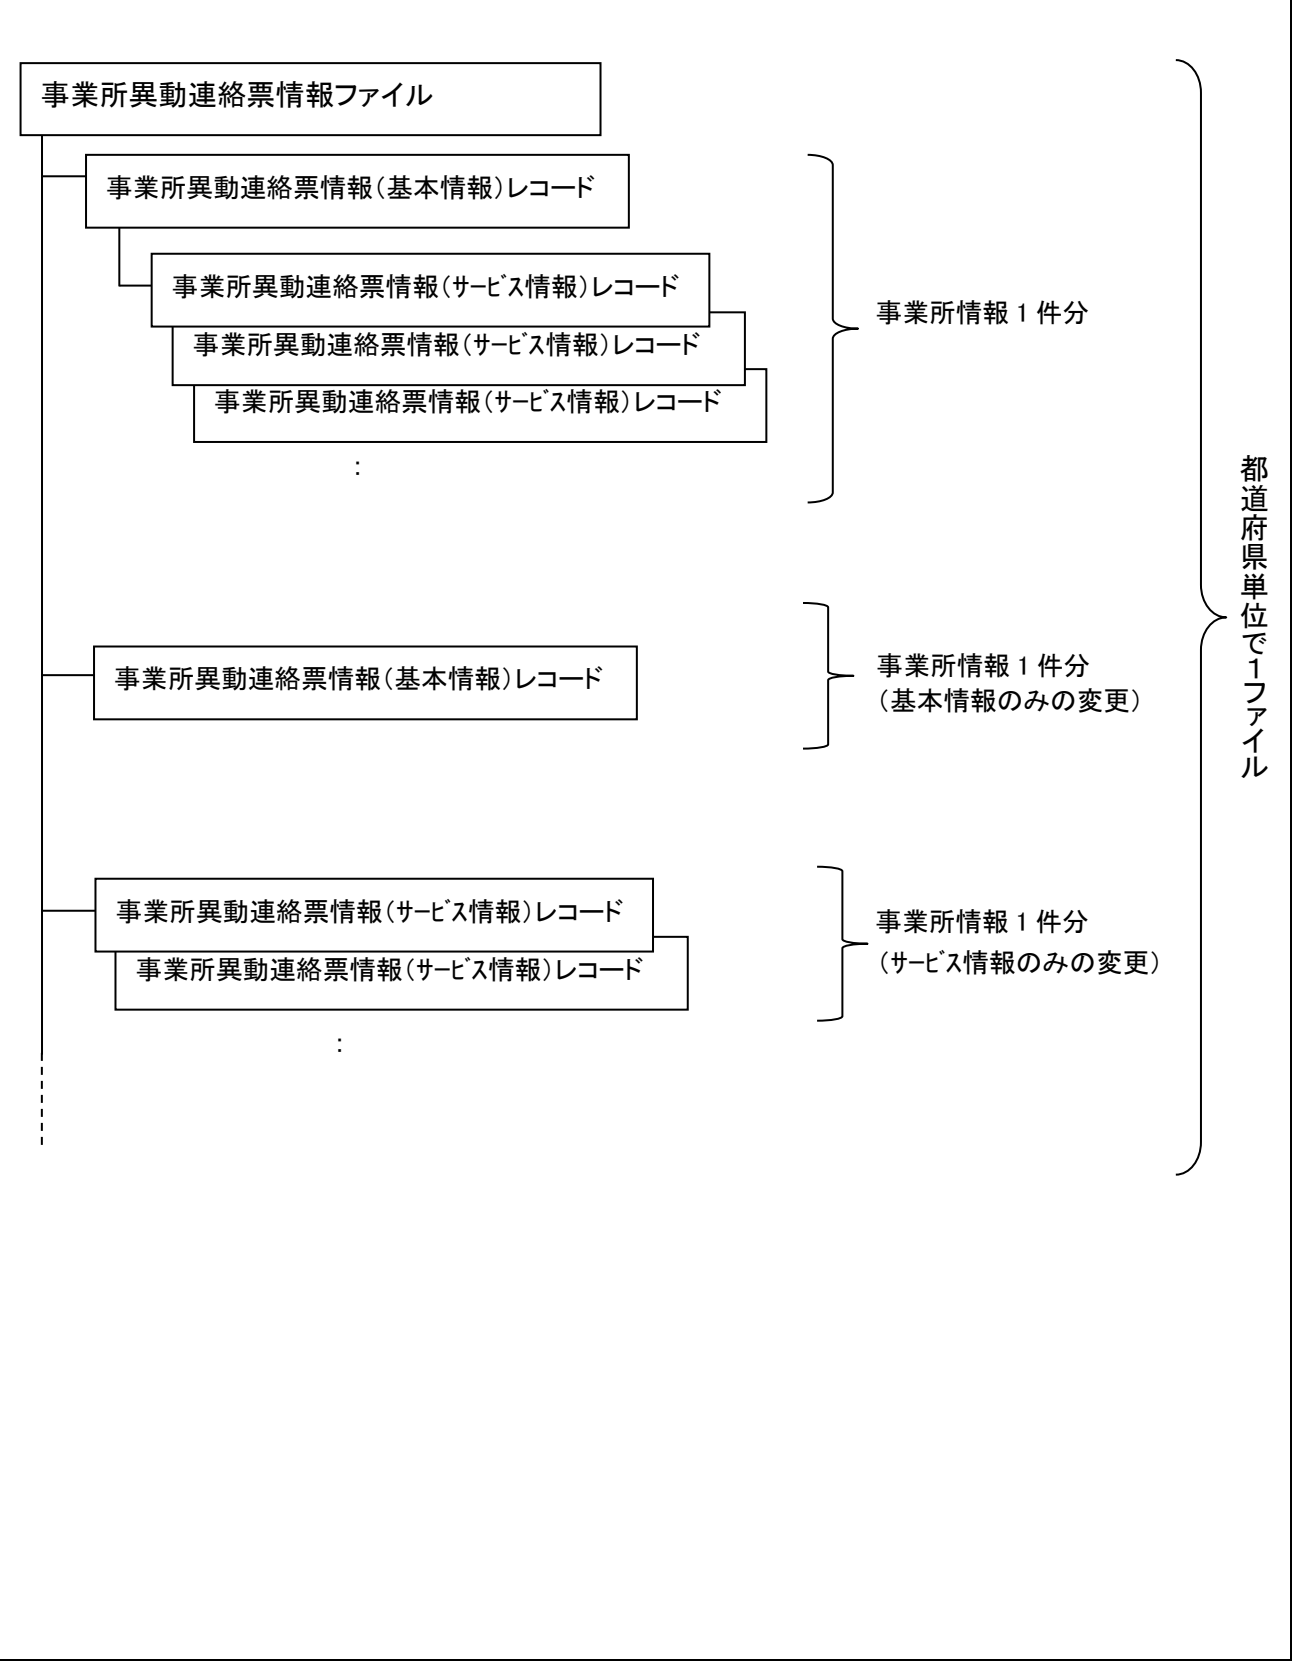 事業所異動連絡票情報ファイル
事業所異動連絡票情報（基本情報）レコード
事業所異動連絡票情報（ｻｰﾋﾞｽ情報）レコード
事業所異動連絡票情報（ｻｰﾋﾞｽ情報）レコード
事業所異動連絡票情報（ｻｰﾋﾞｽ情報）レコード
：
事業所情報 1 件分
事業所異動連絡票情報（基本情報）レコード
事業所情報 1 件分
（基本情報のみの変更）
事業所異動連絡票情報（ｻｰﾋﾞｽ情報）レコード
事業所異動連絡票情報（ｻｰﾋﾞｽ情報）レコード
：
事業所情報 1 件分
（ｻｰﾋﾞｽ情報のみの変更）
都道府県単位で１ファイル